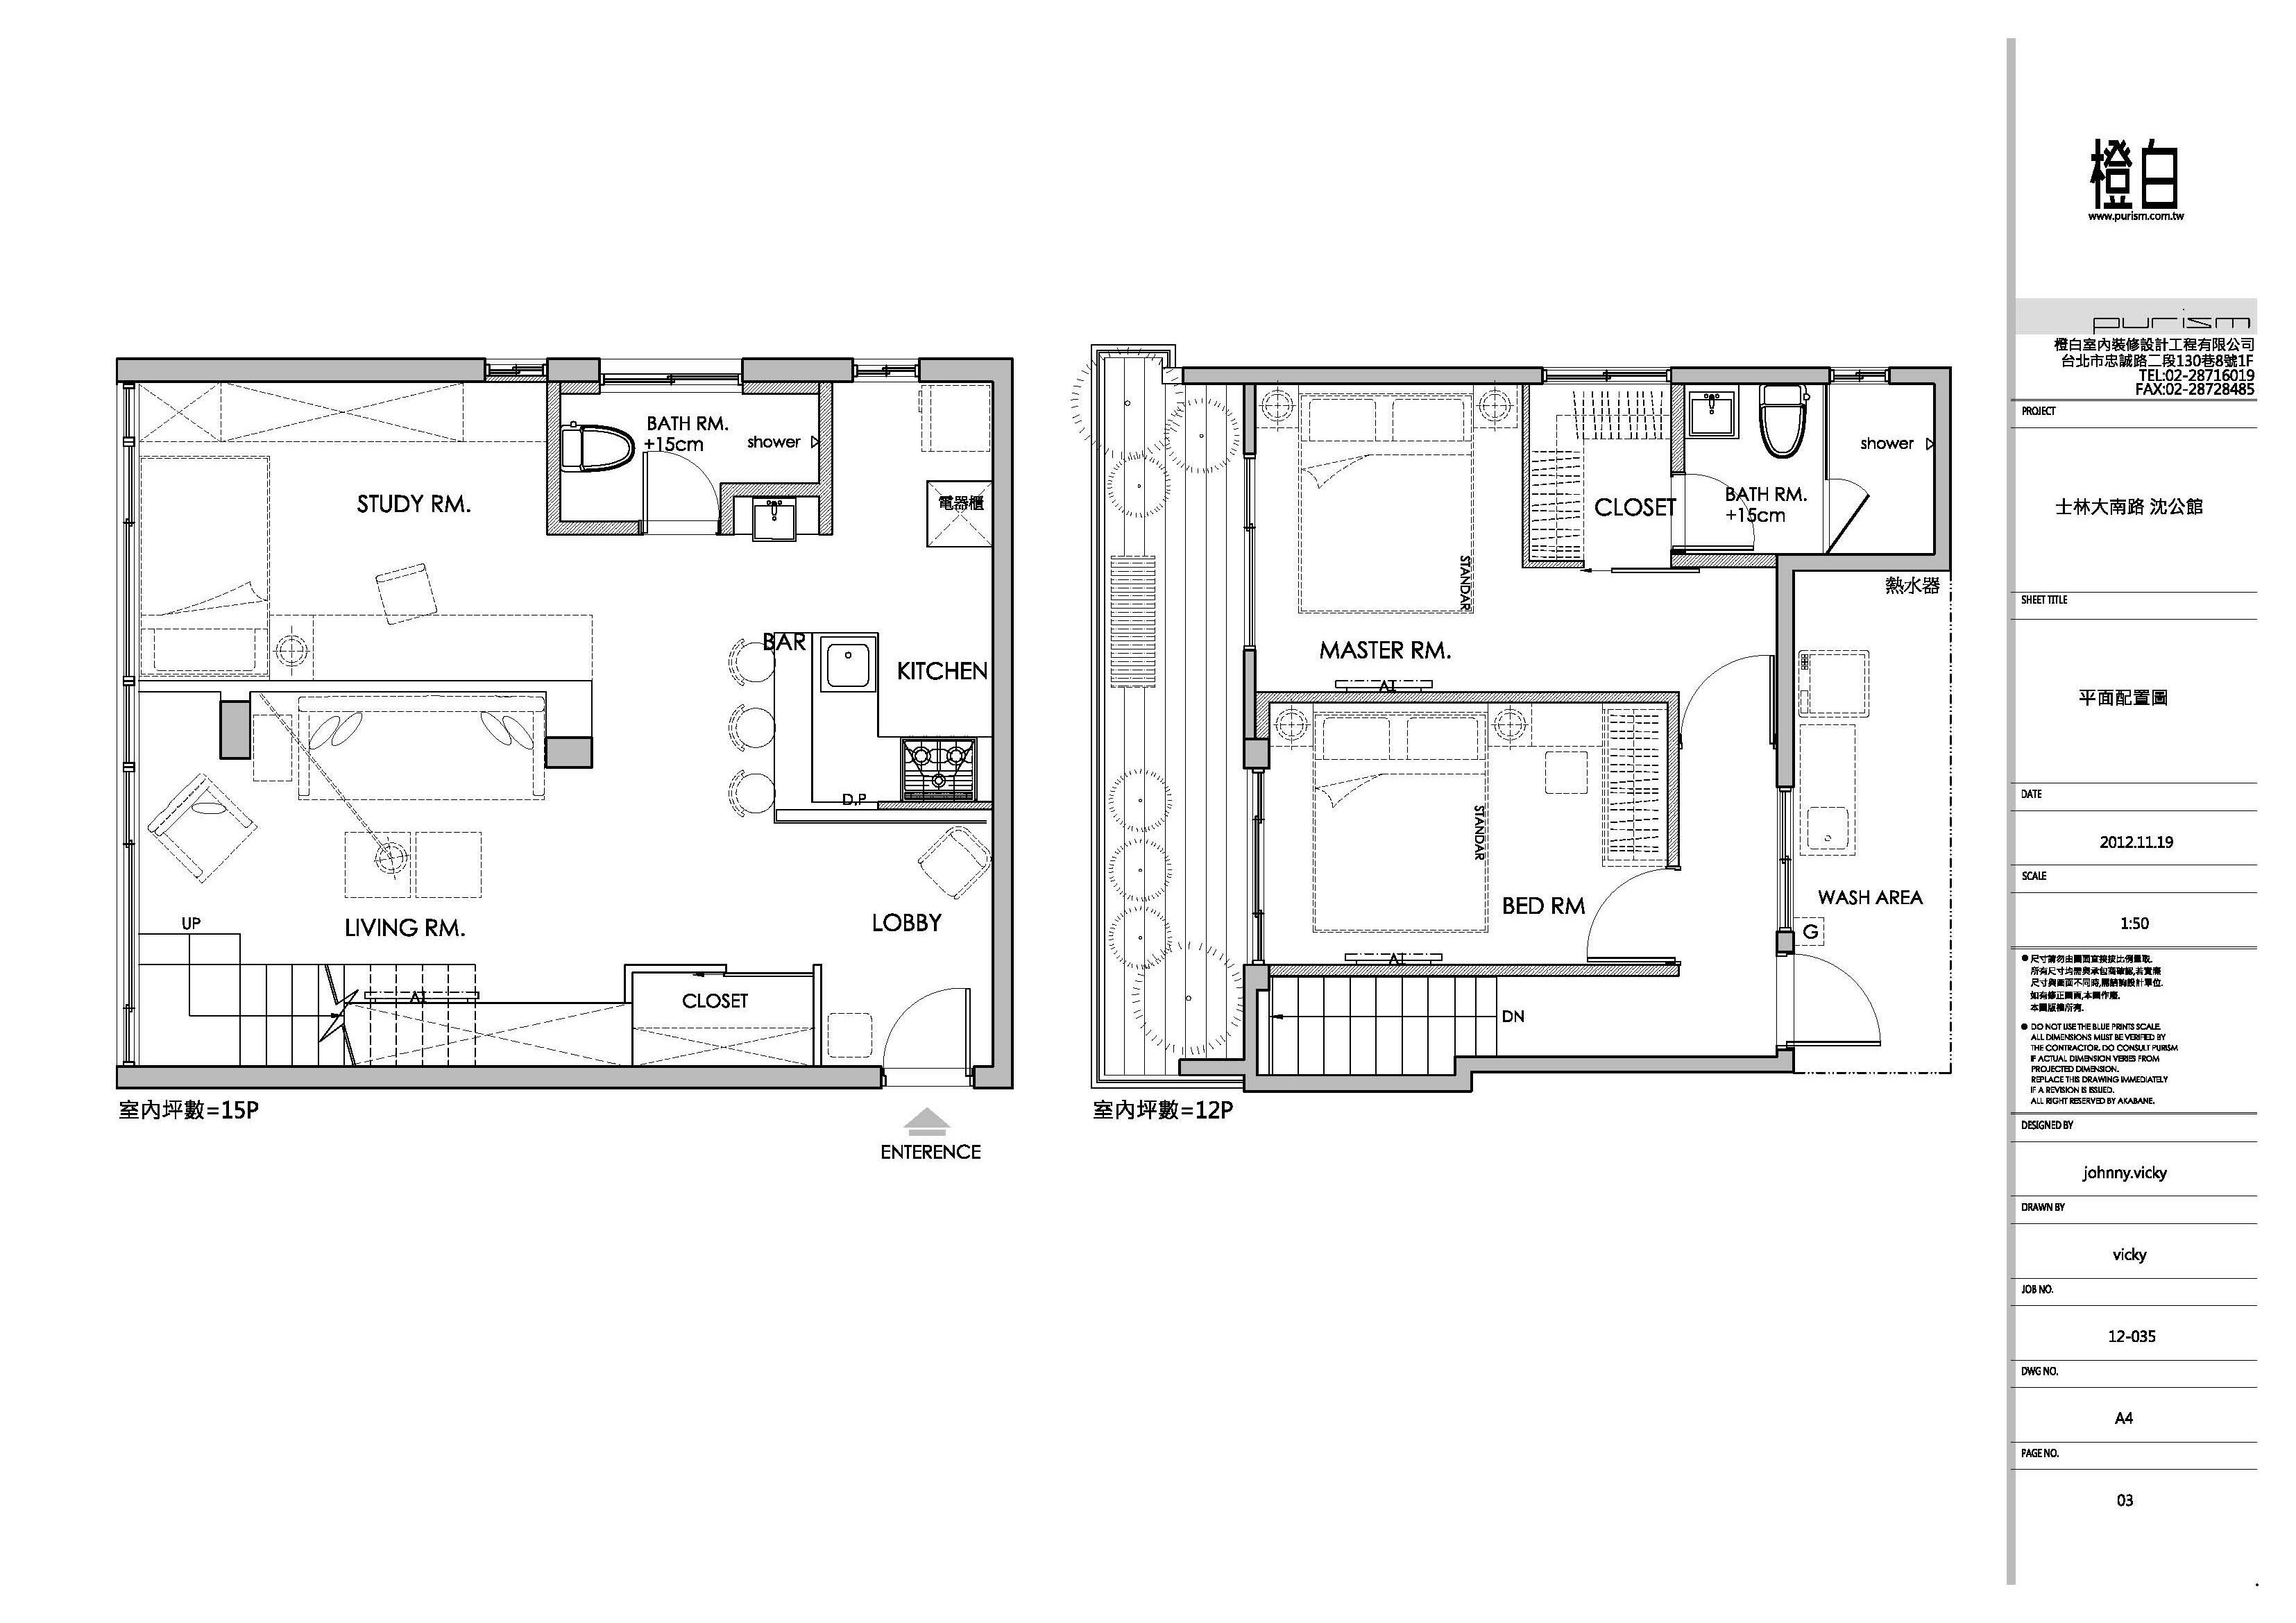 STUDY RM.
BATH RM.
+15cm
shower
電器櫃
BAR
KITCHEN
D,P
UP
LIVING RM.
LOBBY
CLOSET
室內坪數=15P
ENTERENCE
CLOSET
BATH RM.
+15cm
shower
STANDAR
MASTER RM.
熱水器
STANDAR
BED RM
WASH AREA
G
DN
室內坪數=12P
橙白
www.purism.com.tw
purism
橙白室內裝修設計工程有限公司
台北市忠誠路二段130巷8號1F
TEL:02-28716019
FAX:02-28728485
PROJECT
士林大南路 沈公館
SHEET TITLE
平面配置圖
DATE
2012.11.19
SCALE
1:50
尺寸請勿由圖面直接按比例量取.
所有尺寸均需與承包商確認,若實際
尺寸與圖面不同時,需諮詢設計單位.
如有修正圖面,本圖作廢.
本圖版權所有.
DO NOT USE THE BLUE PRINTS SCALE.
ALL DIMENSIONS MUST BE VERIFIED BY
THE CONTRACTOR. DO CONSULT PURISM
IF ACTUAL DIMENSION VERIES FROM
PROJECTED DIMENSION.
REPLACE THIS DRAWING IMMEDIATELY
IF A REVISION IS ISSUED.
ALL RIGHT RESERVED BY AKABANE.
DESIGNED BY
johnny.vicky
DRAWN BY
vicky
JOB NO.
12-035
DWG NO.
A4
PAGE NO.
03